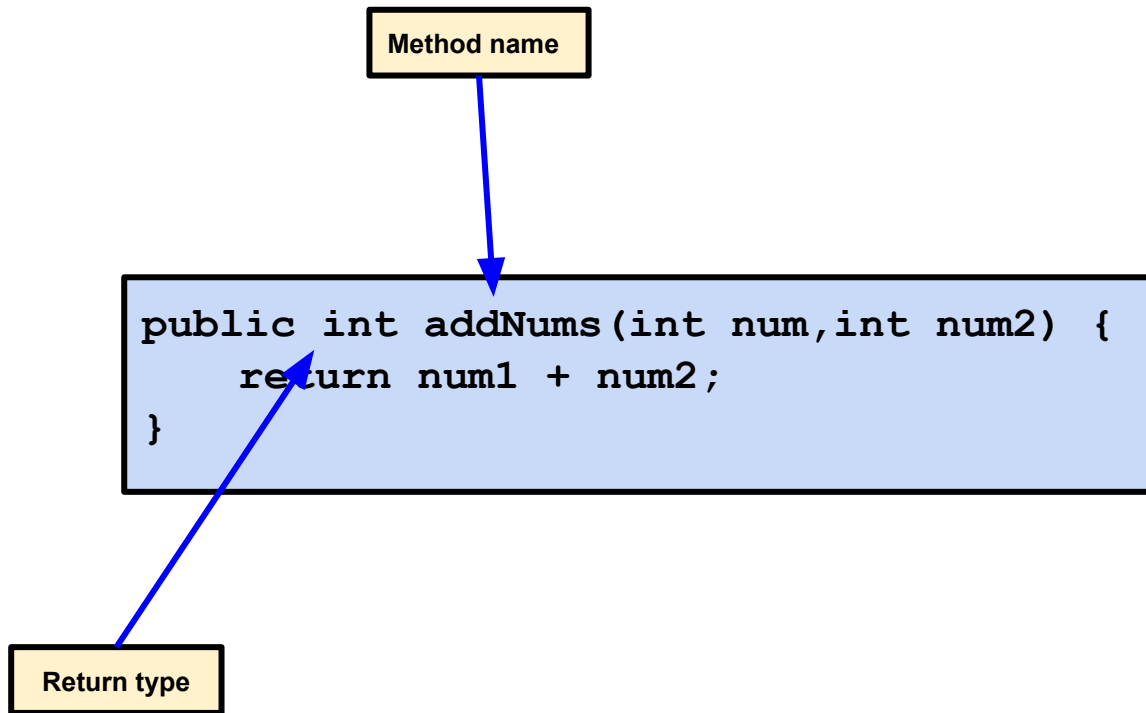 Method name
public int addNums(int num,int num2) {
return num1 + num2;
}
Return type